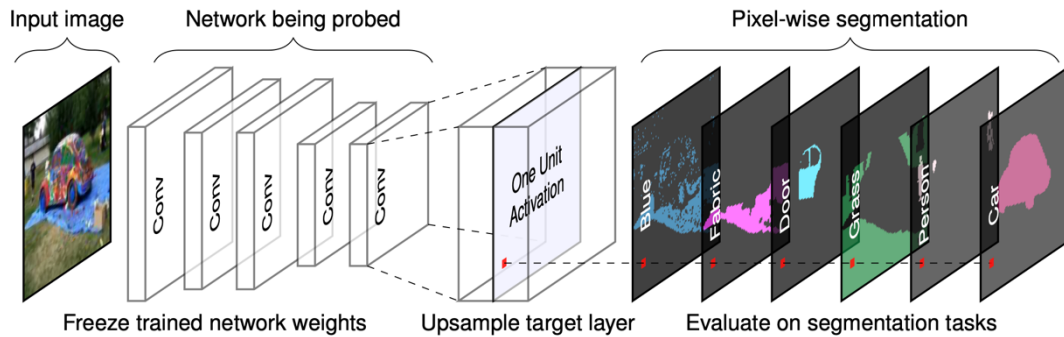 Input image
Network being probed
Pixel-wise segmentation
Conv
Conv
Conv
Conv
Conv
One Unit
Activation
Blue
Fabric
Door
Grass
Person
Car
Freeze trained network weights
Upsample target layer
Evaluate on segmentation tasks